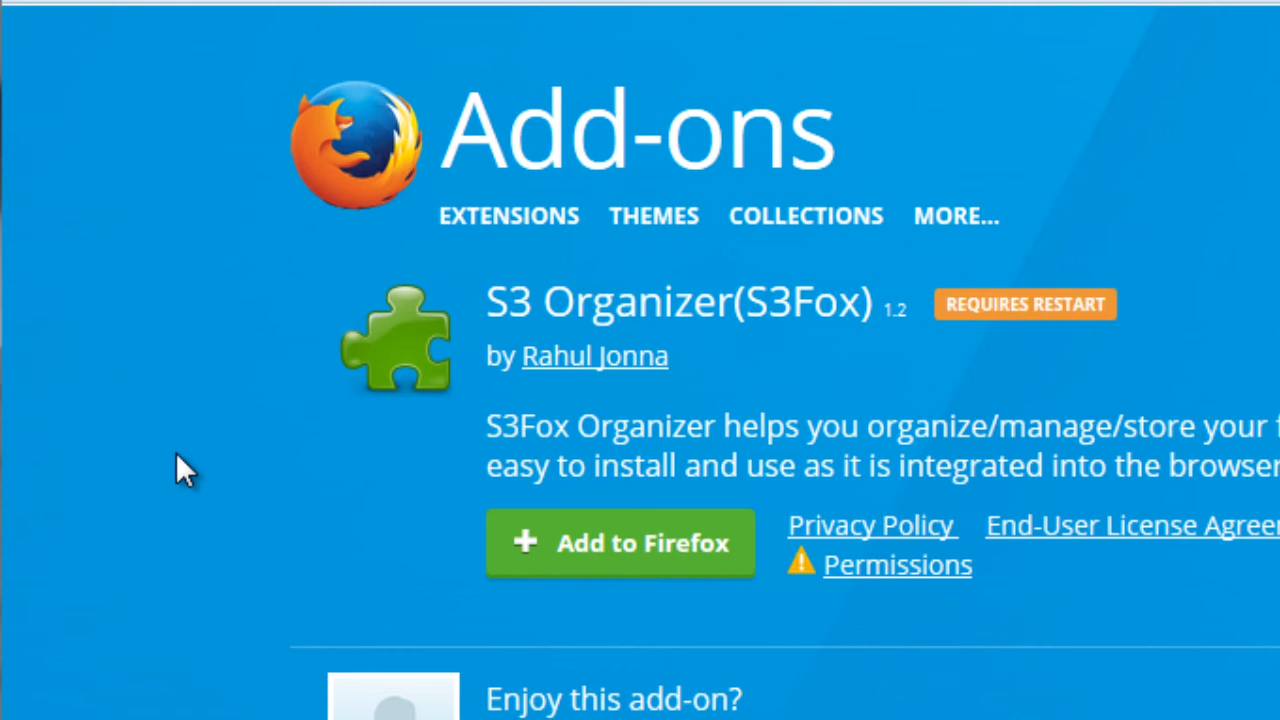 Add-ons
EXTENSIONS THEMES COLLECTIONS MORE...
S3 Organizer(S3Fox) 1.2 REQUIRES RESTART
by Rahul Jonna
S3Fox Organizer helps you organize/manage/store your
easy to install and use as it is integrated into the browser
+ Add to Firefox
Privacy Policy End-User License Agreer
Permissions
Enjoy this add-on?